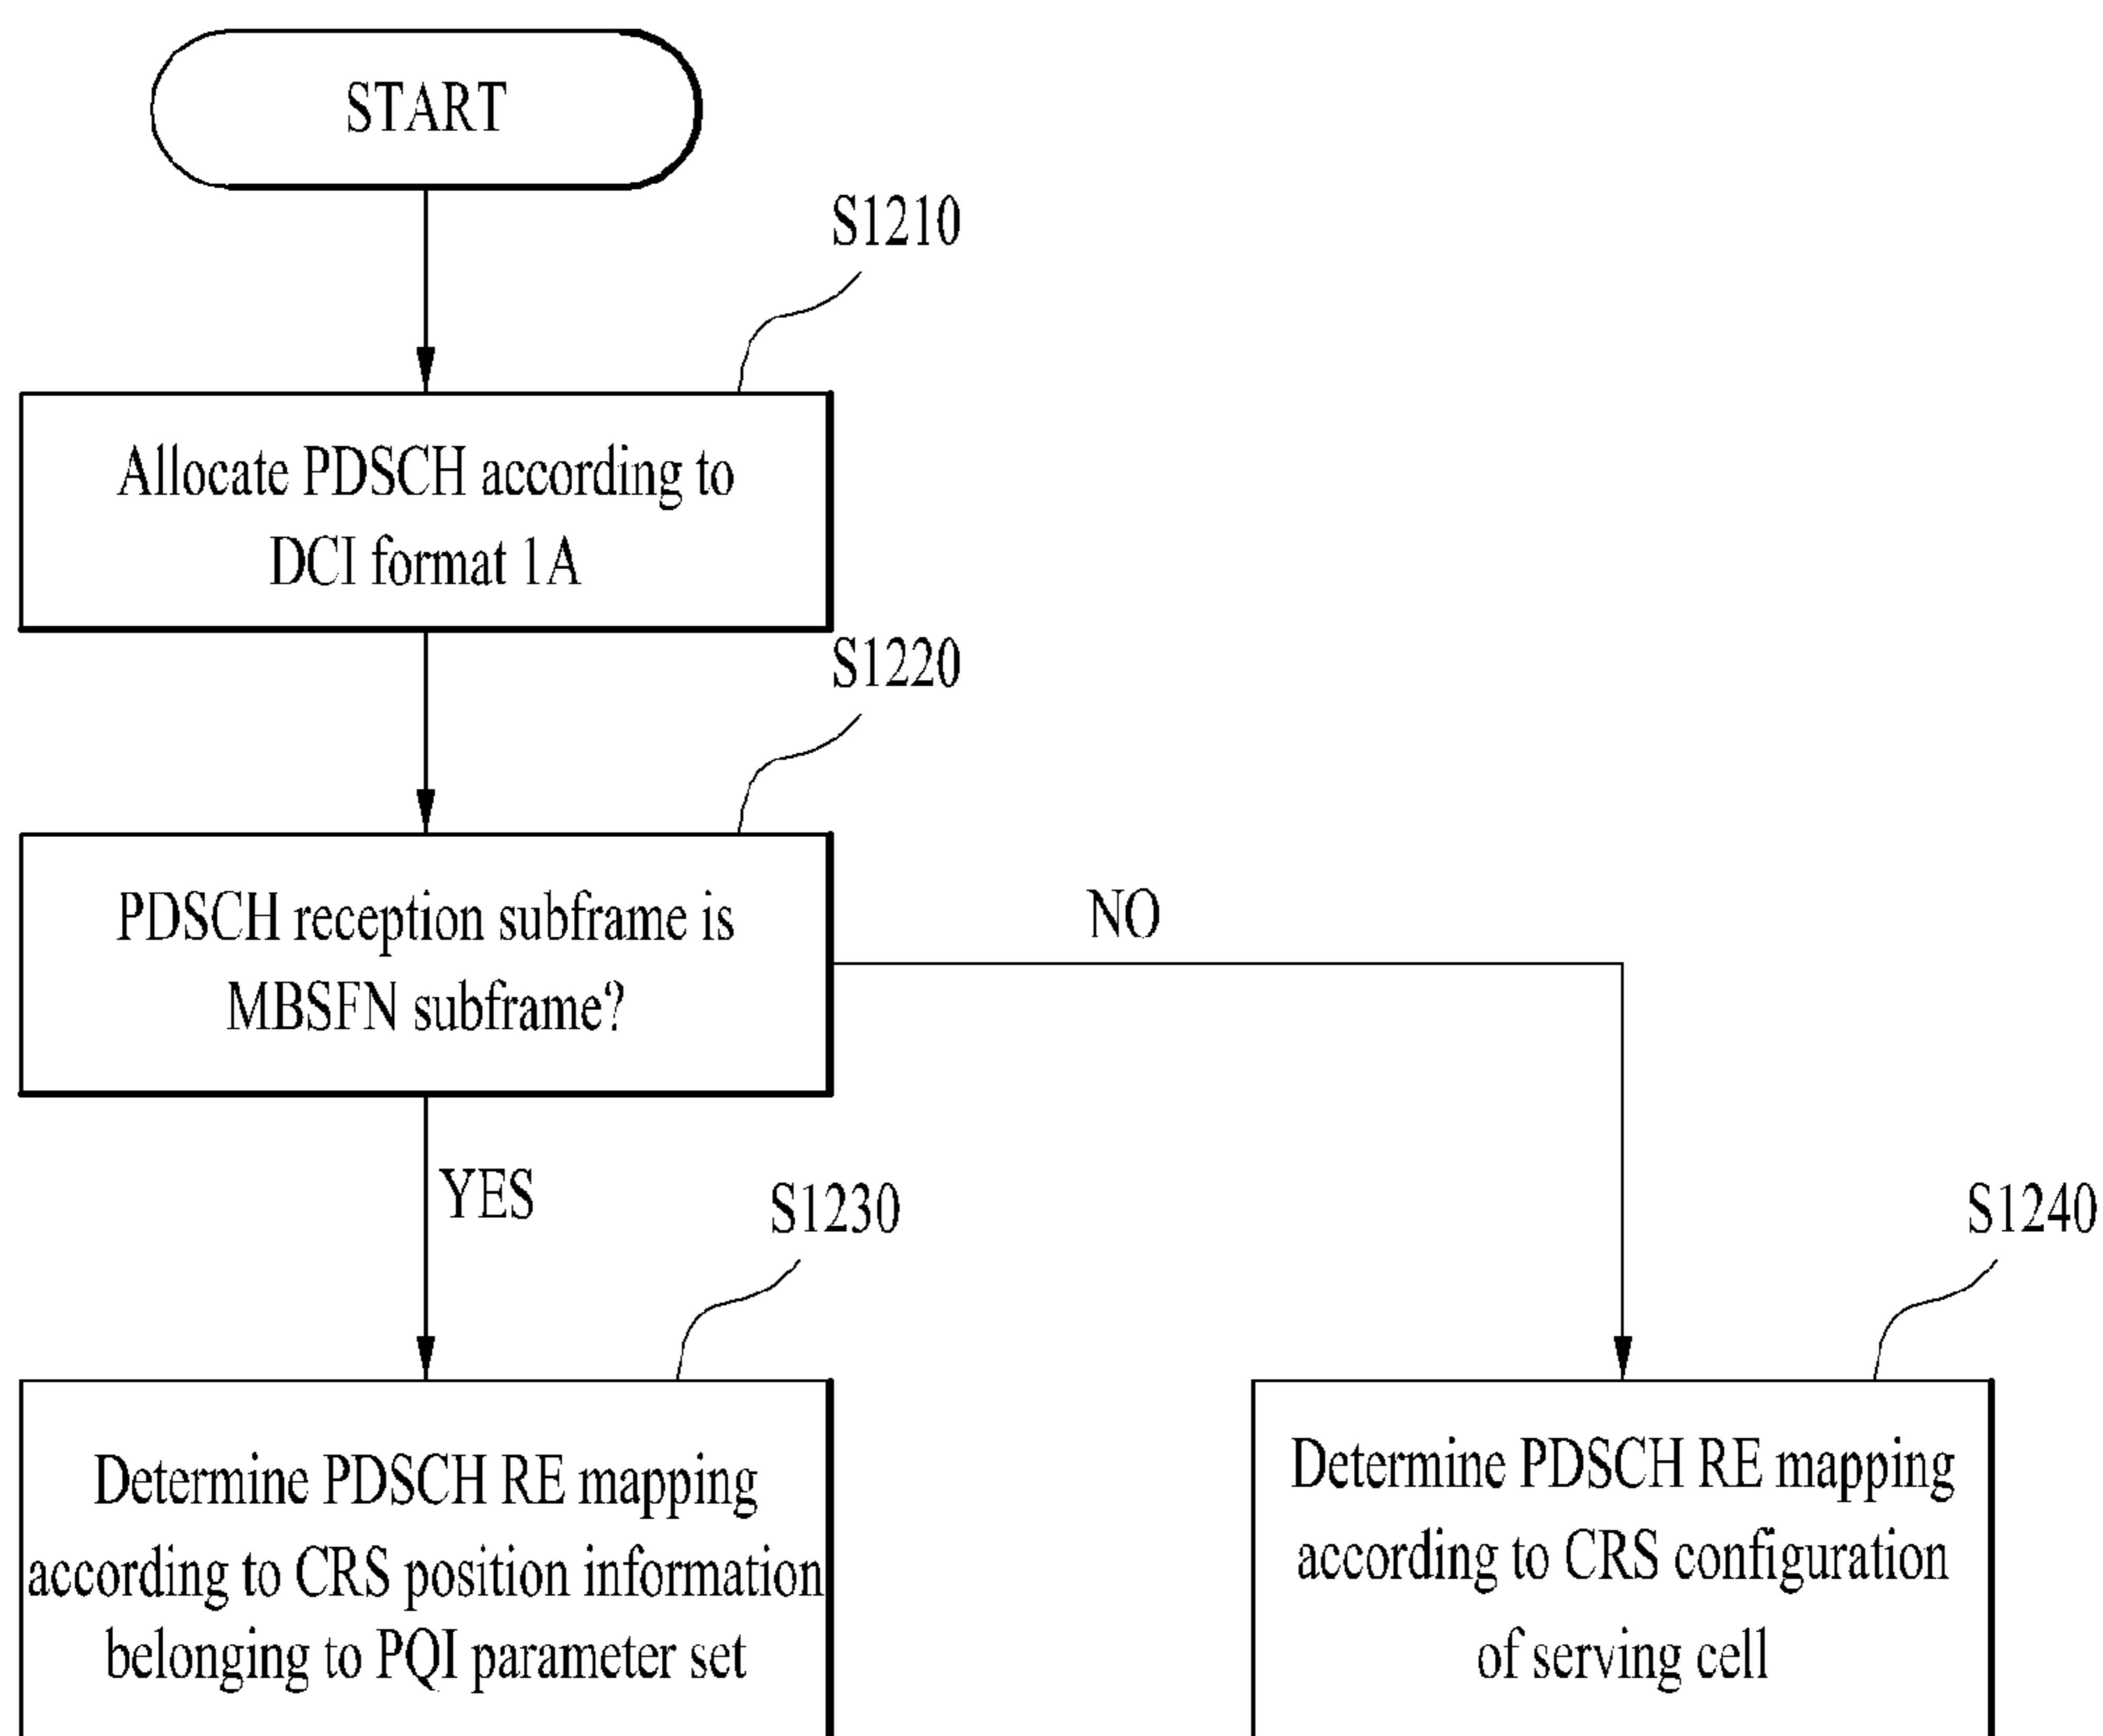 START
S1210
Allocate PDSCH according to
DCI format 1A
S1220
PDSCH reception subframe is
MBSFN subframe?
NO
YES
S1230
Determine PDSCH RE mapping
according to CRS position information
belonging to PQI parameter set
S1240
Determine PDSCH RE mapping
according to CRS configuration
of serving cell